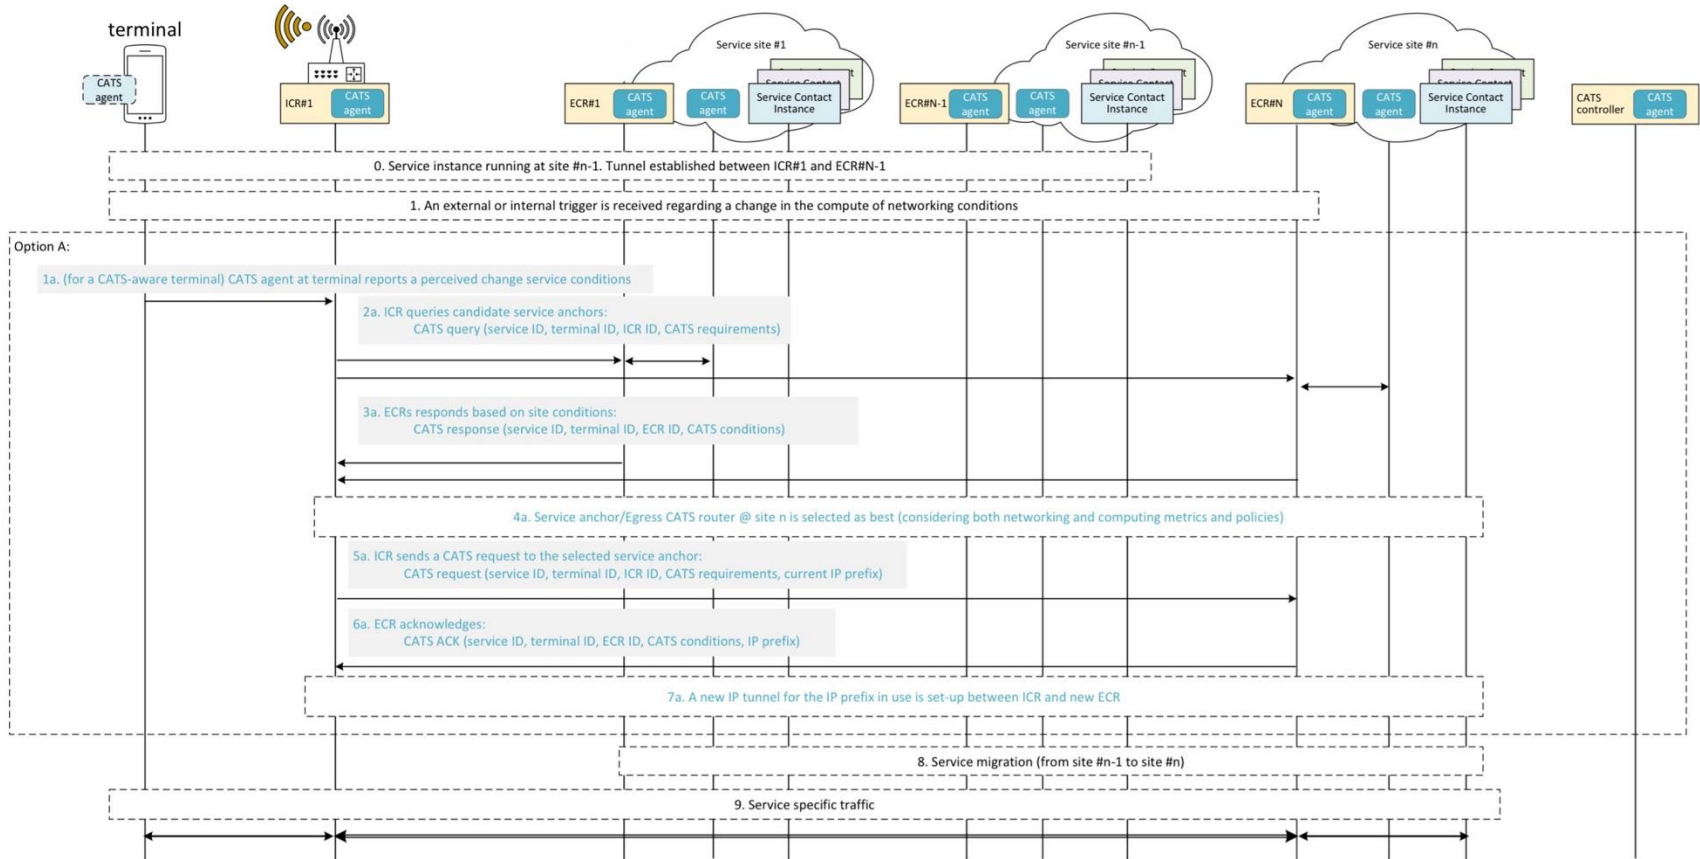 terminal
CATS
agent
ICR#1
CATS
agent
Service site #1
ECR#1
CATS
agent
CATS
agent
Service Contact
Instance
Service site #n-1
ECR#N-1
CATS
agent
CATS
agent
Service Contact
Instance
Service site #n
ECR#N
CATS
agent
CATS
agent
Service Contact
Instance
CATS
controller
CATS
agent
0. Service instance running at site #n-1. Tunnel established between ICR#1 and ECR#N-1
1. An external or internal trigger is received regarding a change in the compute of networking conditions
Option A:
1a. (for a CATS-aware terminal) CATS agent at terminal reports a perceived change service conditions
2a. ICR queries candidate service anchors:
CATS query (service ID, terminal ID, ICR ID, CATS requirements)
3a. ECRs responds based on site conditions:
CATS response (service ID, terminal ID, ECR ID, CATS conditions)
4a. Service anchor/Egress CATS router @ site n is selected as best (considering both networking and computing metrics and policies)
5a. ICR sends a CATS request to the selected service anchor:
CATS request (service ID, terminal ID, ICR ID, CATS requirements, current IP prefix)
6a. ECR acknowledges:
CATS ACK (service ID, terminal ID, ECR ID, CATS conditions, IP prefix)
7a. A new IP tunnel for the IP prefix in use is set-up between ICR and new ECR
8. Service migration (from site #n-1 to site #n)
9. Service specific traffic